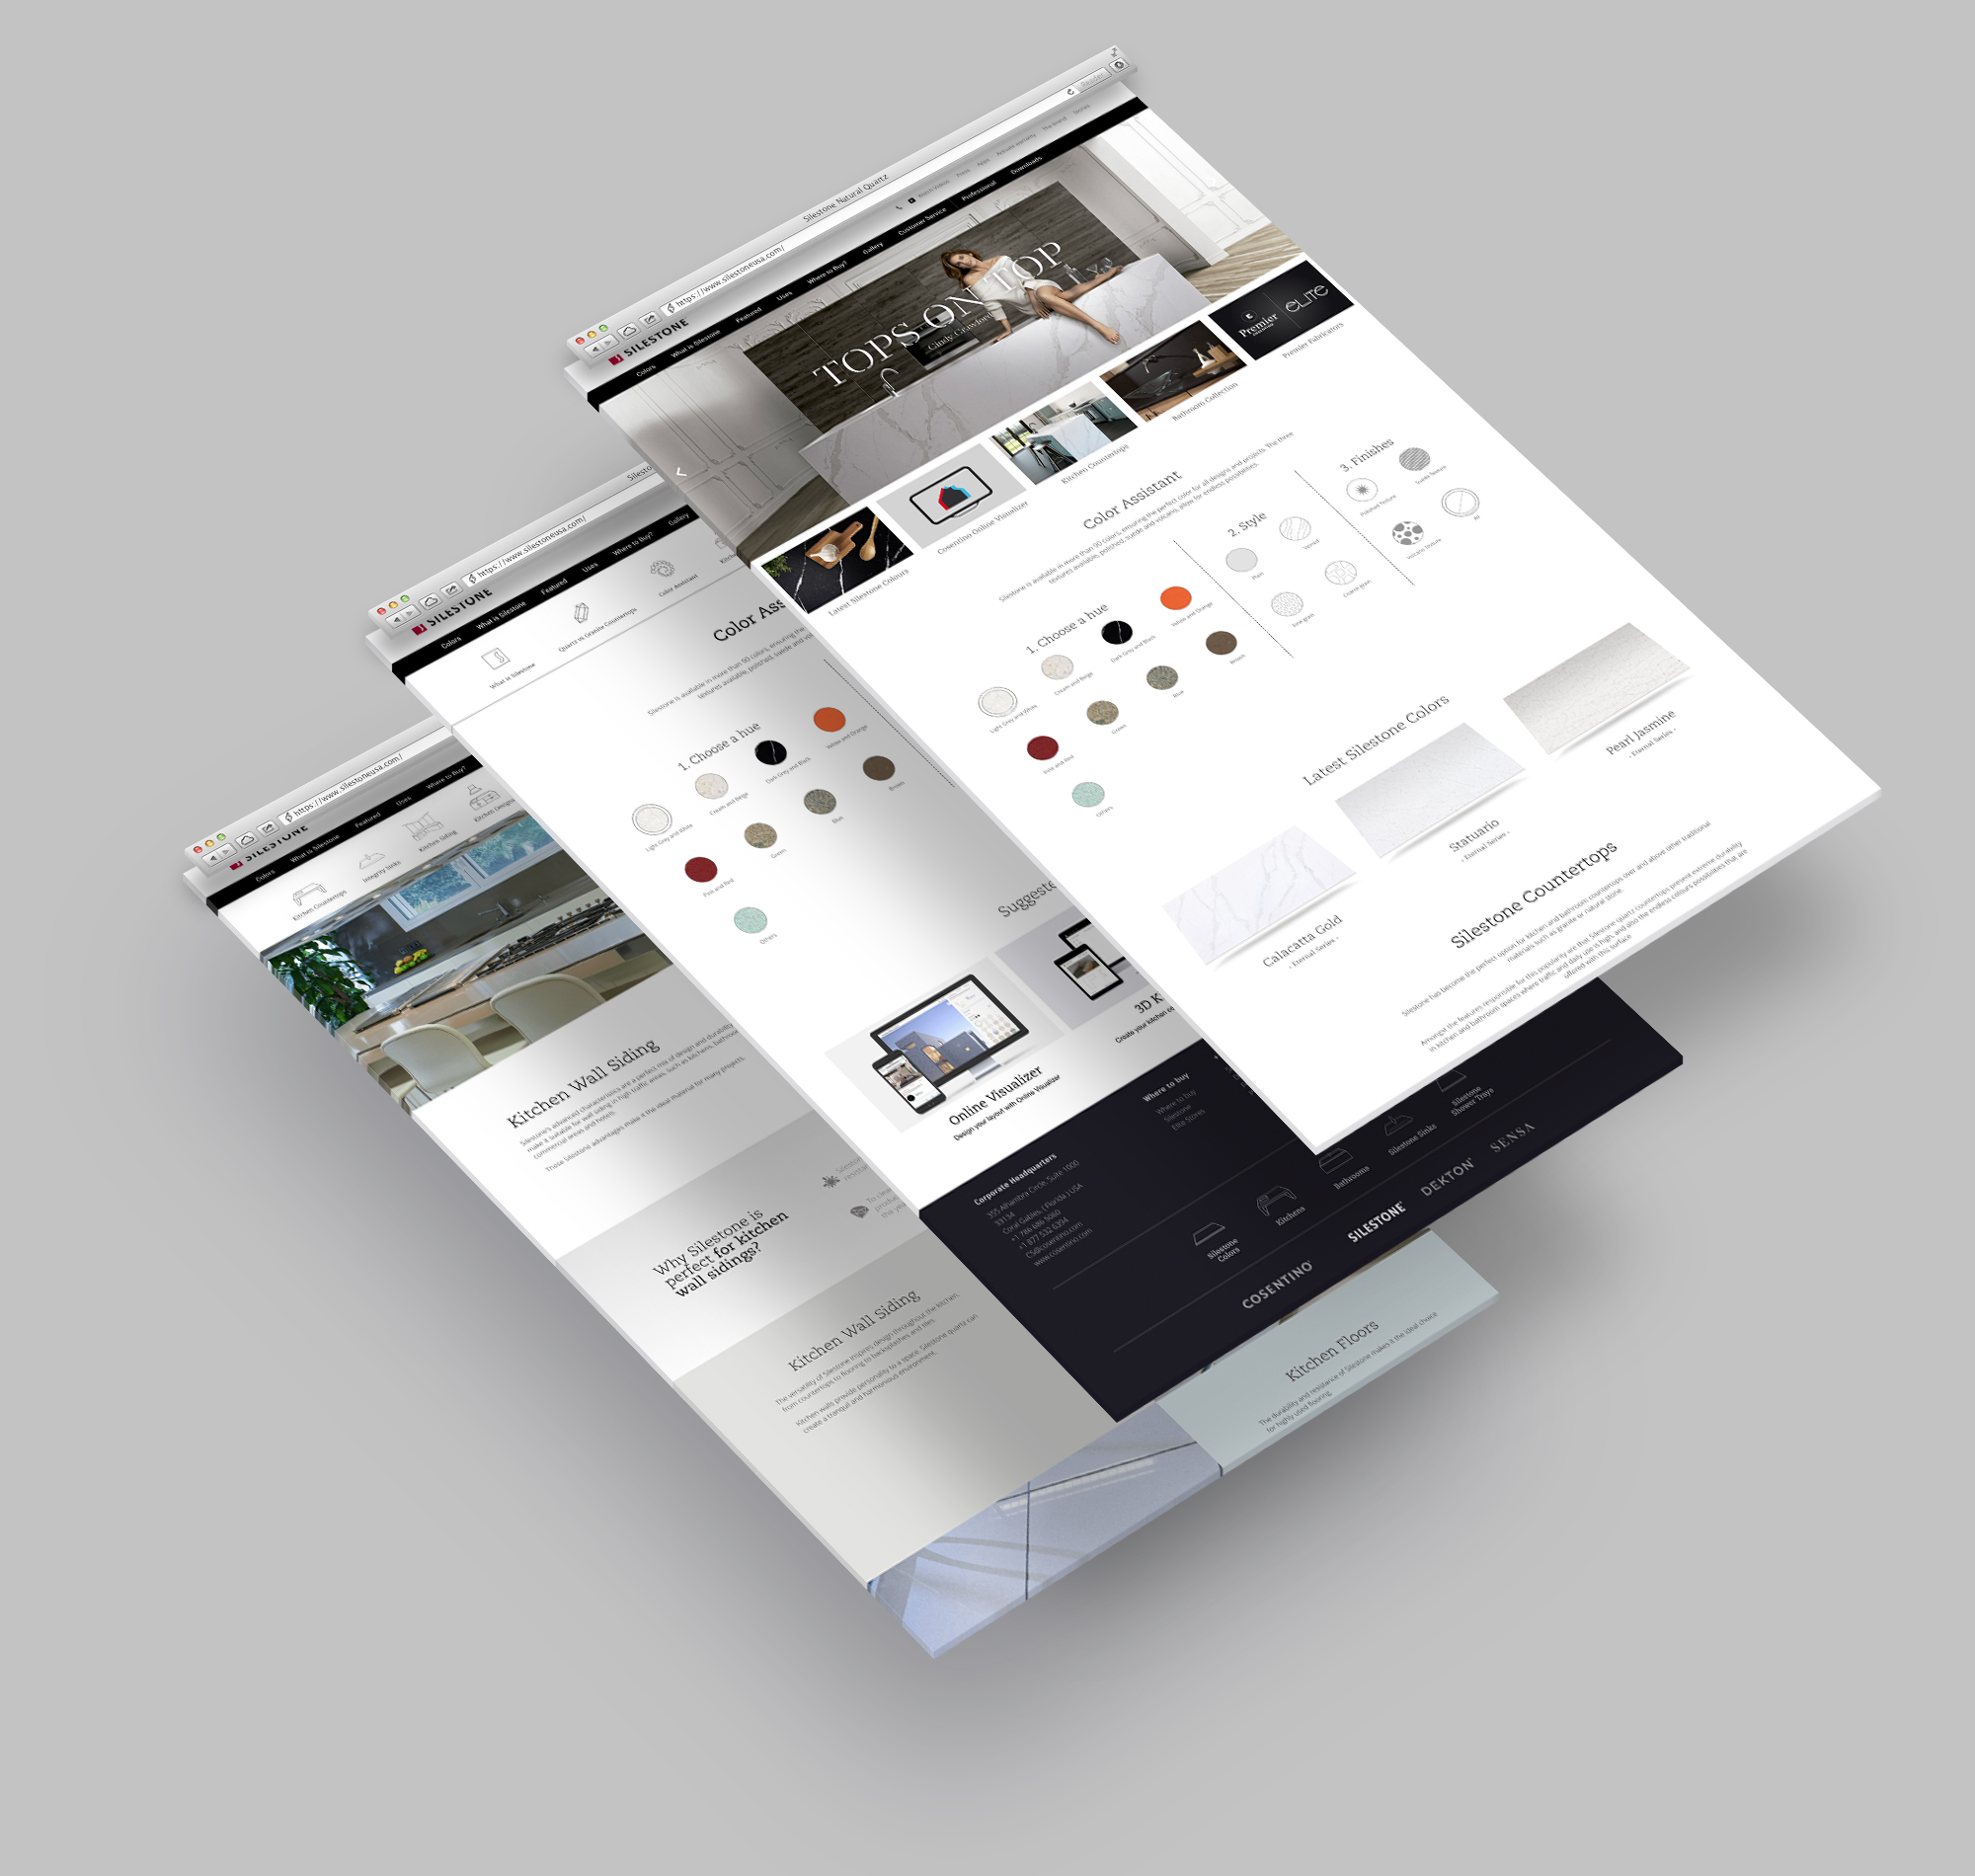 Silestone Natural Quartz
https://www.silestoneusa.com/
Reader
SILESTONE
Watch Videos
Press
Apps
Activate warranty
The brand
Colors
What is Silestone
Featured
Uses
Where to Buy?
Gallery
Customer Service
Professional
Downloads
TOPS ON TOP
Cindy Crawford
Latest Silestone Colours
Cosentino Online Visualizer
Kitchen Countertops
Bathroom Collection
Premier
ELITE
Premier Fabricators
Color Assistant
Silestone is available in more than 90 colors, ensuring the perfect color for all designs and projects. The three
textures available, polished, suede and volcano, allow for endless possibilities.
1. Choose a hue
Light Grey and White
Cream and Beige
Dark Grey and Black
Yellow and Orange
Pink and Red
Green
Blue
Brown
Others
2. Style
Plain
Veined
Fine grain
Coarse grain
3. Finishes
Polished Texture
Suede Texture
Volcano Texture
All
Latest Silestone Colors
Calacatta Gold
- Eternal Series -
Statuario
- Eternal Series -
Pearl Jasmine
- Eternal Series -
Silestone Countertops
Silestone has become the perfect option for kitchen and bathroom countertops over and above other traditional
materials such as granite or natural stone.
Amongst the features responsible for this popularity are that Silestone quartz countertops present extreme durability
in kitchen and bathroom spaces where traffic and daily use is high, and also the endless colours possibilities that are
offered with this surface
https://www.silestoneusa.com/
SILESTONE
Colors
What is Silestone
Featured
Uses
Where to Buy?
Gallery
What is Silestone
Quartz vs Granite Countertops
Color Assistant
Color Ass
Silestone is available in more than 90 colors, ensuring the
textures available, polished, suede and
1. Choose a hue
Light Grey and White
Cream and Beige
Dark Grey and Black
Yellow and Orange
Pink and Red
Green
Blue
Brown
Others
Suggeste
Online Visualizer
Design your layout with Online Visualizer
3D K
Create your kitchen
Corporate Headquarters
355 Alhambra Circle, Suite 1000
33134
Coral Gables, ( Florida ) USA
+1 786 686 5060
+1 877 532 6394
CS@cosentino.com
www.cosentino.com
Where to buy
Where to buy
Silestone
Elite Stores
Silestone
Colors
Kitchens
Bathrooms
Silestone Sinks
Silestone
Shower Trays
COSENTINO
SILESTONE
DEKTON
SENSA
https://www.silestoneusa.com/
SILESTONE
Colors
What is Silestone
Featured
Uses
Where to Buy?
Kitchen Countertops
Integrity Sinks
Kitchen Siding
Kitchen Designs
Kitchen Wall Siding
Silestone's advanced characteristics are a perfect mix of design and durability
make it suitable for wall siding in high traffic areas, such as kitchens, bathrooms
commercial areas and hotels.
These Silestone advantages make it the ideal material for many projects.
Why Silestone is
perfect for kitchen
wall sidings?
Kitchen Wall Siding
The versatility of Silestone inspires design throughout the kitchen,
from countertops to flooring to backsplashes and tiles
Kitchen walls provide personality to a space. Silestone quartz can
create a tranquil and harmonious environment.
Kitchen Floors
The durability and resistance of Silestone makes it the ideal choice
for highly used flooring.